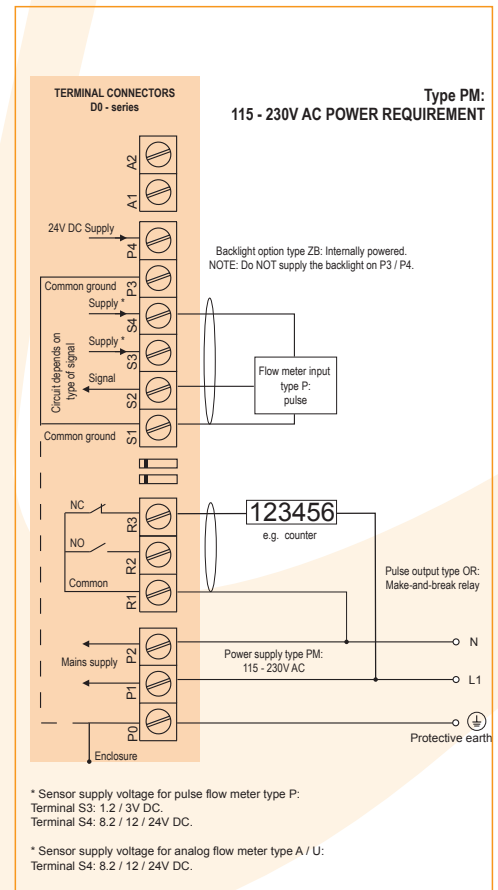 TERMINAL CONNECTORS
D0 - series
Type PM:
115 - 230V AC POWER REQUIREMENT
A2
A1
24V DC Supply
P4
Backlight option type ZB: Internally powered.
NOTE: Do NOT supply the backlight on P3 / P4.
Common ground
P3
Supply *
S4
Supply *
S3
Circuit depends on
type of signal
Signal
S2
Flow meter input
type P:
pulse
Common ground
S1
NC
R3
123456
e.g. counter
NO
R2
Pulse output type OR:
Make-and-break relay
Common
R1
P2
N
Mains supply
Power supply type PM:
115 - 230V AC
P1
L1
P0
Protective earth
Enclosure
* Sensor supply voltage for pulse flow meter type P:
Terminal S3: 1.2 / 3V DC.
Terminal S4: 8.2 / 12 / 24V DC.
* Sensor supply voltage for analog flow meter type A / U:
Terminal S4: 8.2 / 12 / 24V DC.